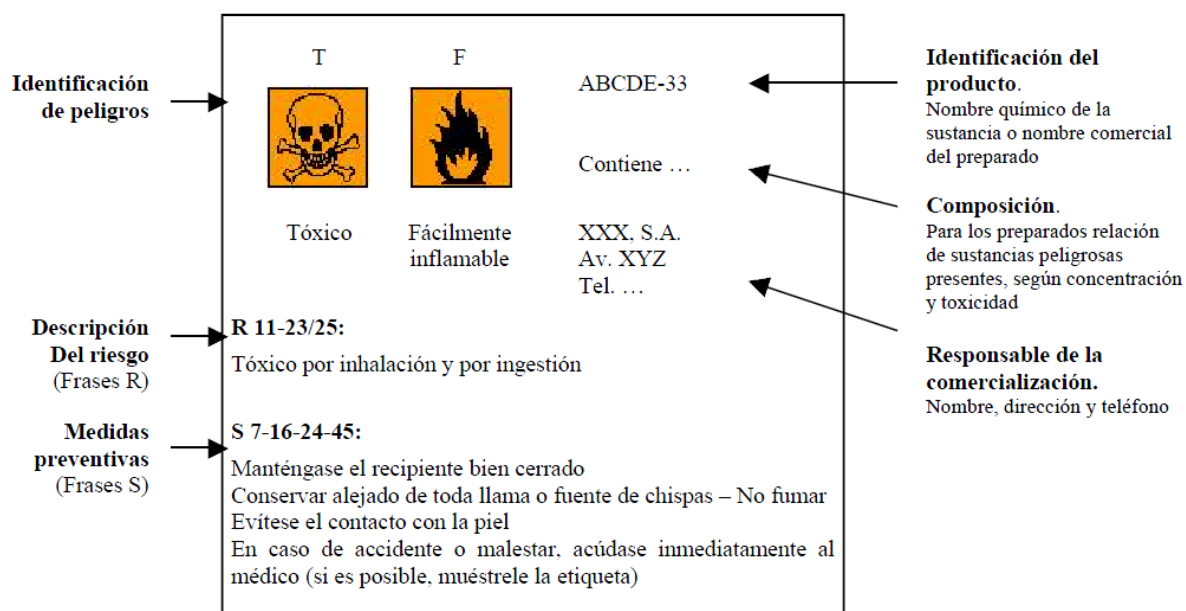 Identificación
de peligros
T
F
Tóxico
Fácilmente
inflamable
ABCDE-33
Contiene …
XXX, S.A.
Av. XYZ
Tel. …
Identificación del
producto.
Nombre químico de la
sustancia o nombre comercial
del preparado
Composición.
Para los preparados relación
de sustancias peligrosas
presentes, según concentración
y toxicidad
Responsable de la
comercialización.
Nombre, dirección y teléfono
Descripción
Del riesgo
(Frases R)
R 11-23/25:
Tóxico por inhalación y por ingestión
Medidas
preventivas
(Frases S)
S 7-16-24-45:
Manténgase el recipiente bien cerrado
Conservar alejado de toda llama o fuente de chispas – No fumar
Evítese el contacto con la piel
En caso de accidente o malestar, acúdase inmediatamente al
médico (si es posible, muéstrele la etiqueta)